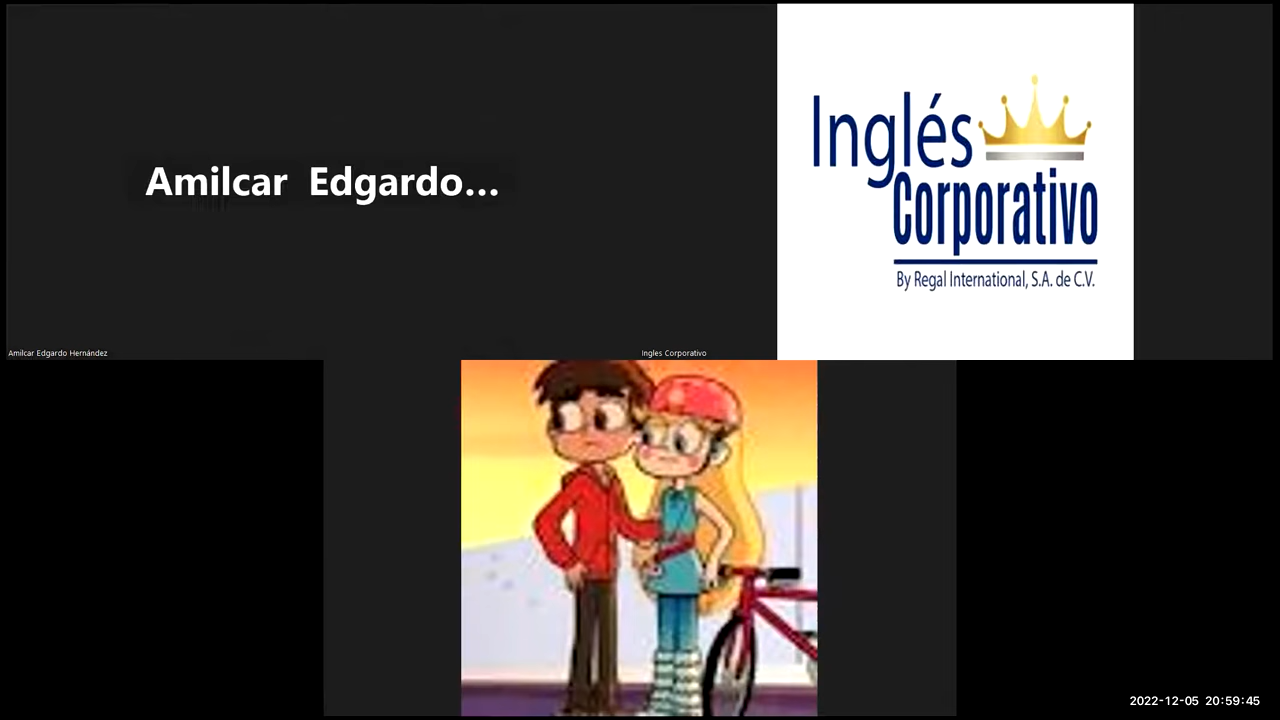 Amilcar Edgardo...
Inglés
Corporativo
By Regal International, S.A. de C.V.
Amilcar Edgardo Hernández
Ingles Corporativo
2022-12-05 20:59:45